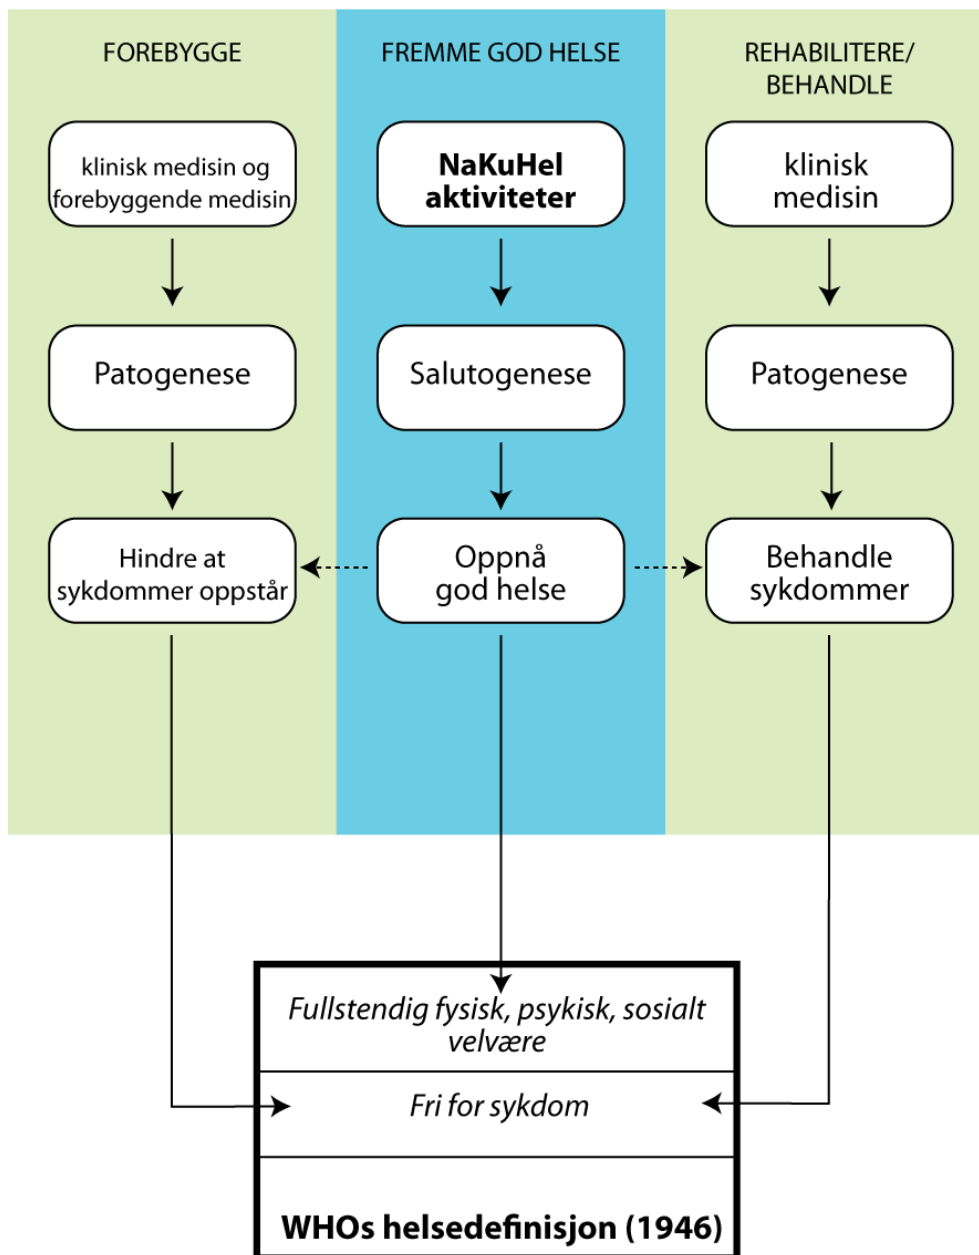 FOREBYGGE
klinisk medisin og
forebyggende medisin
Patogenese
Hindre at
sykdommer oppstår
FREMME GOD HELSE
NaKuHel
aktiviteter
Salutogenese
Oppnå
god helse
REHABILITERE/
BEHANDLE
klinisk
medisin
Patogenese
Behandle
sykdommer
Fullstendig fysisk, psykisk, sosialt
velvære
Fri for sykdom
WHOs helsedefinisjon (1946)